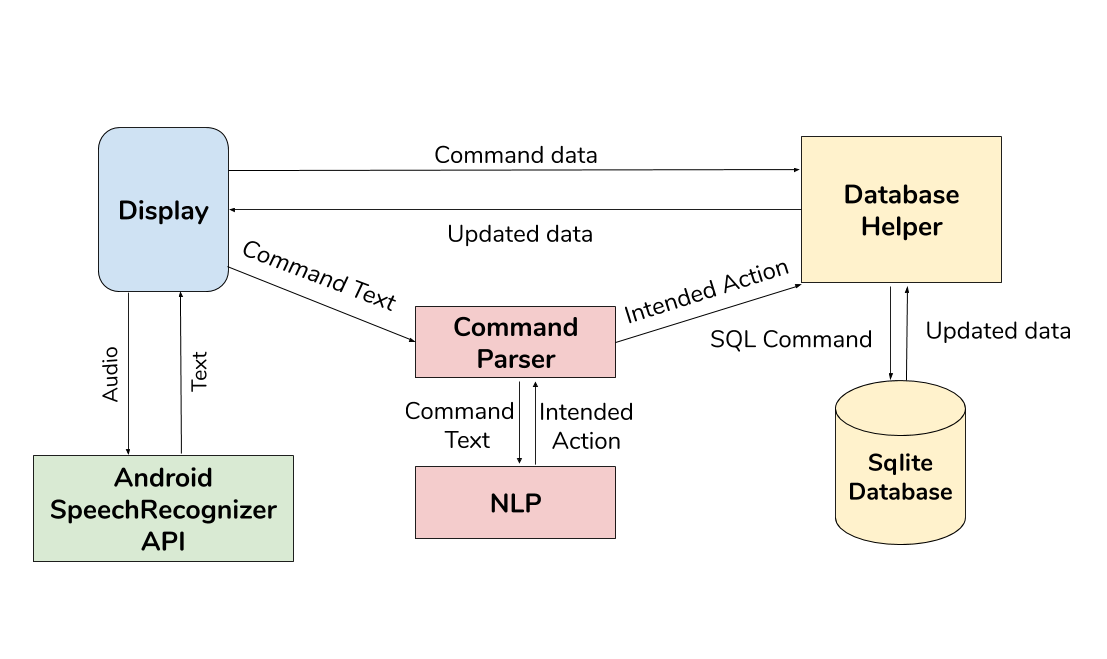 Command data
Display
Database
Helper
Updated data
Command Text
Intended Action
Command
Parser
SQL Command
Updated data
Audio
Text
Command
Text
Intended
Action
Android
SpeechRecognizer
API
NLP
Sqlite
Database